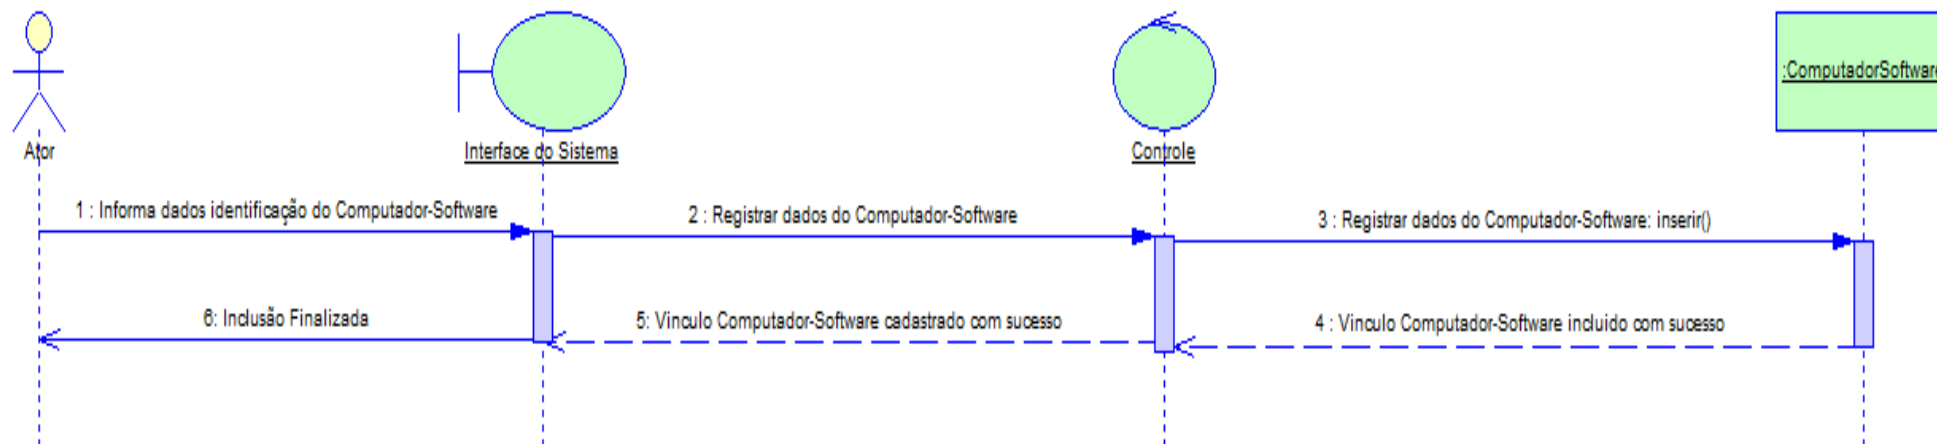 :ComputadorSoftware
Ator
Interface do Sistema
Controle
1 : Informa dados identificação do Computador-Software
2 : Registrar dados do Computador-Software
3 : Registrar dados do Computador-Software: inserir()
6: Inclusão Finalizada
5: Vinculo Computador-Software cadastrado com sucesso
4 : Vinculo Computador-Software incluido com sucesso